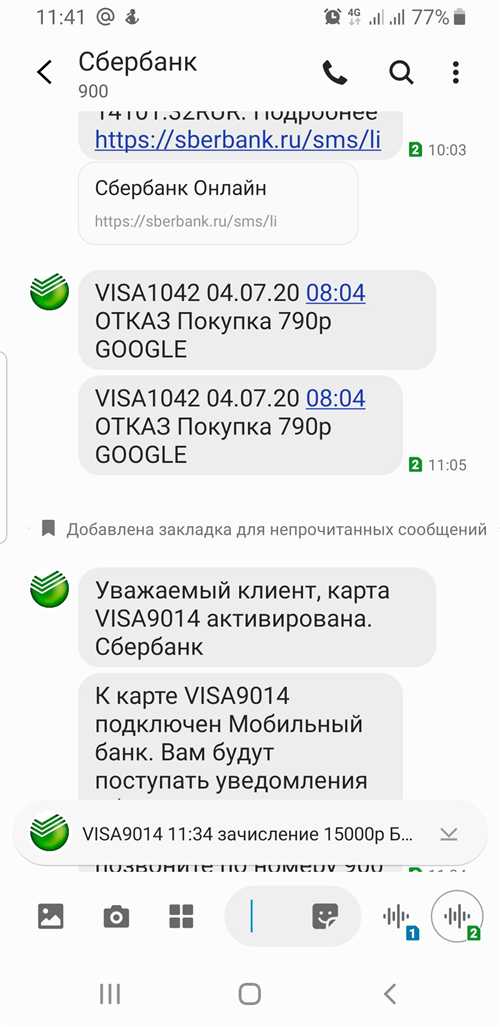 11:41 @ 4G 77%
Сбербанк
900
14101.32RUR. Подробнее
https://sberbank.ru/sms/li
2 10:03
Сбербанк Онлайн
https://sberbank.ru/sms/li
VISA1042 04.07.20 08:04
ОТКАЗ Покупка 790р
GOOGLE
VISA1042 04.07.20 08:04
ОТКАЗ Покупка 790р
GOOGLE
2 11:05
Добавлена закладка для непрочитанных сообщений
Уважаемый клиент, карта
VISA9014 активирована.
Сбербанк
К карте VISA9014
подключен Мобильный
банк. Вам будут
поступать уведомления
VISA9014 11:34 зачисление 15000р Б...
позвоните по номеру 900
1
2